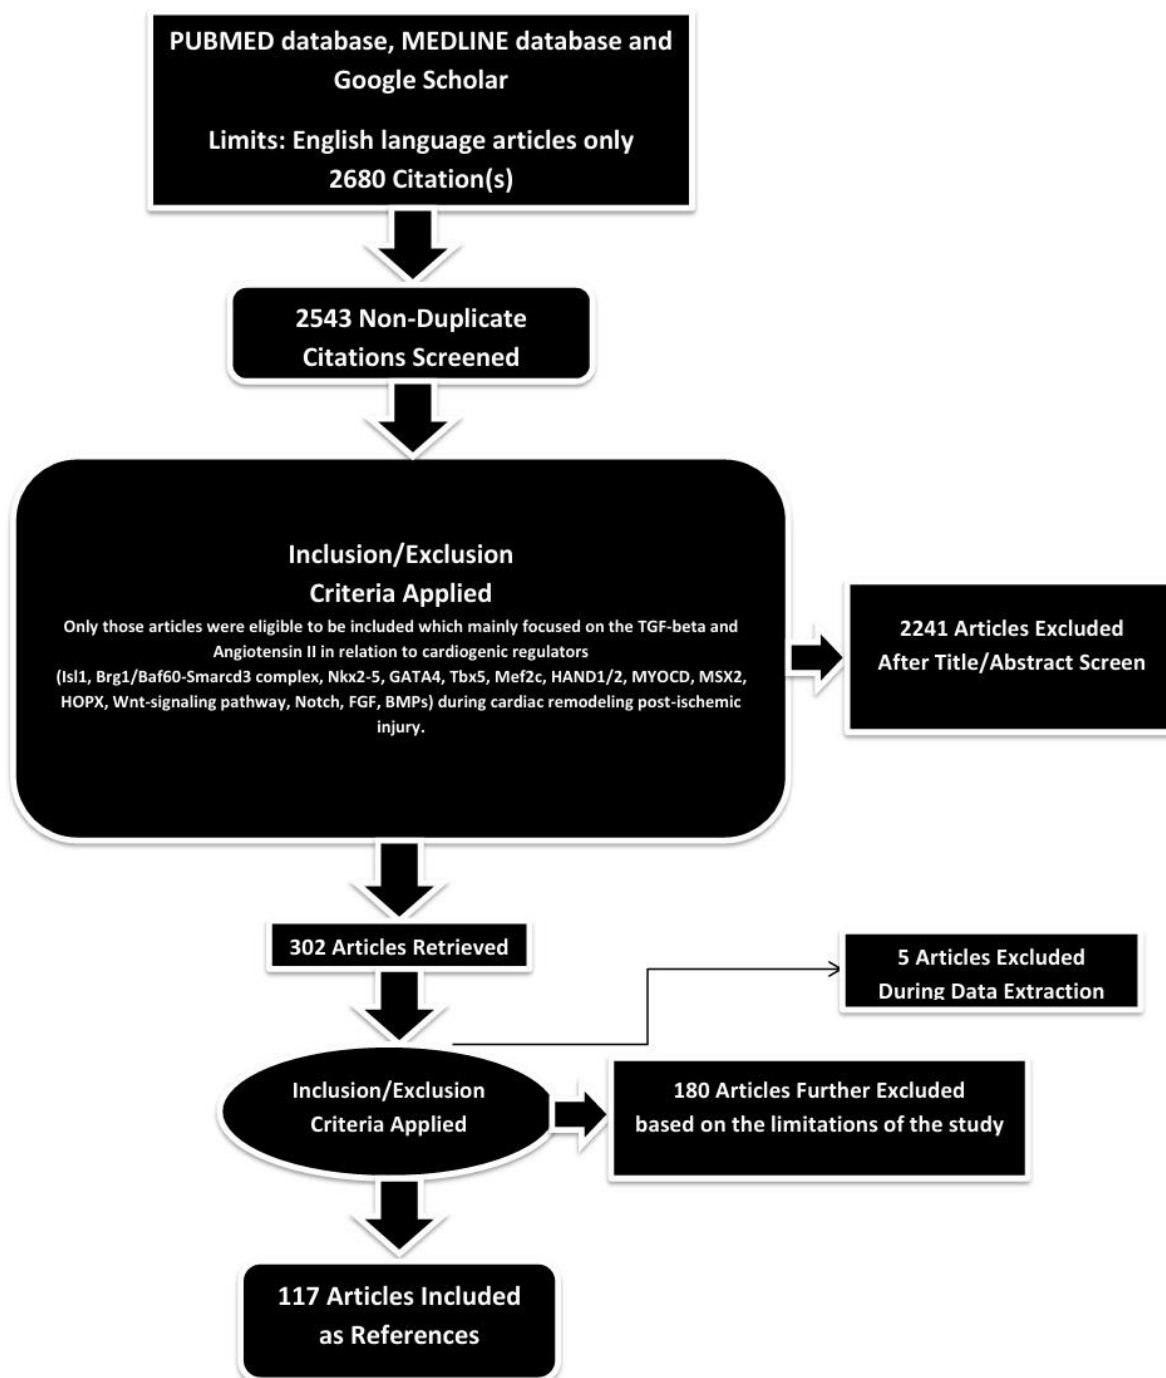 PUBMED database, MEDLINE database and
Google Scholar
Limits: English language articles only
2680 Citation(s)
2543 Non-Duplicate
Citations Screened
Inclusion/Exclusion
Criteria Applied
Only those articles were eligible to be included which mainly focused on the TGF-beta and
Angiotensin II in relation to cardiogenic regulators
(Isl1, Brg1/Baf60-Smarcd3 complex, Nkx2-5, GATA4, Tbx5, Mef2c, HAND1/2, MYOCD, MSX2,
HOPX, Wnt-signaling pathway, Notch, FGF, BMPs) during cardiac remodeling post-ischemic
injury.
2241 Articles Excluded
After Title/Abstract Screen
302 Articles Retrieved
5 Articles Excluded
During Data Extraction
Inclusion/Exclusion
Criteria Applied
180 Articles Further Excluded
based on the limitations of the study
117 Articles Included
as References